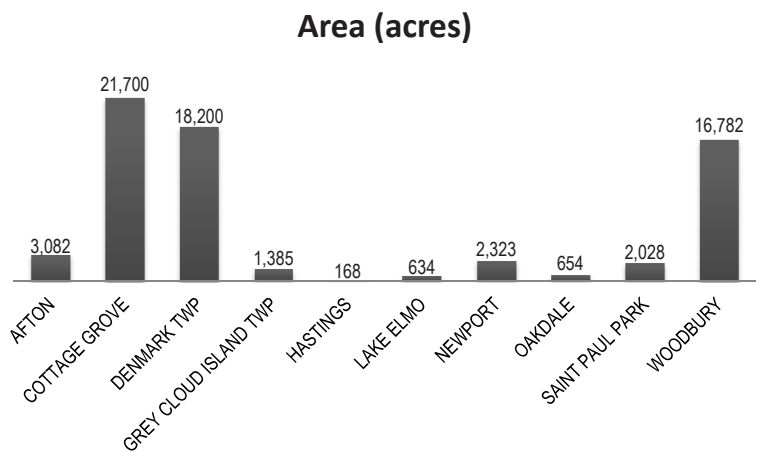 Area (acres)
21,700
18,200
16,782
3,082
1,385
168
634
2,323
654
2,028
AFTON
COTTAGE GROVE
DENMARK TWP
GREY CLOUD ISLAND TWP
HASTINGS
LAKE ELMO
NEWPORT
OAKDALE
SAINT PAUL PARK
WOODBURY